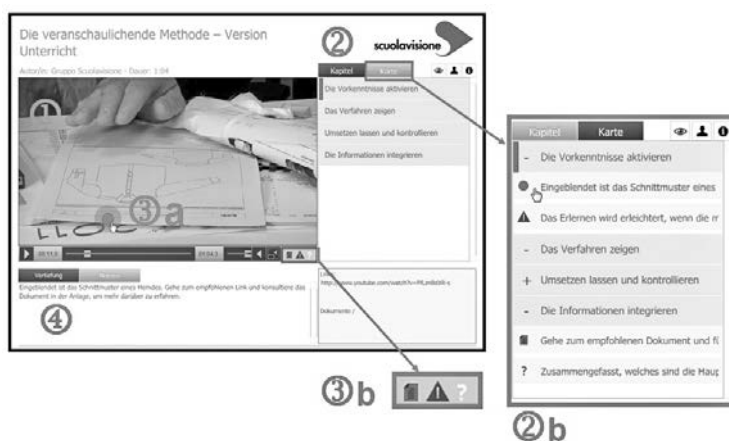 Die veranschaulichende Methode – Version
Unterricht
Autor/in: Gruppo Scuolavisione - Dauer: 1:04
②
scuolavisione
Kapitel Karte
①
Die Vorkenntnisse aktivieren
Das Verfahren zeigen
Umsetzen lassen und kontrollieren
Die Informationen integrieren
③a
Vertiefung
Eingeblendet ist das Schnittmuster eines Hemdes. Gehe zum empfohlenen Link und konsultiere das
Dokument in der Anlage, um mehr darüber zu erfahren.
④
Dokumente /
③b
?
Kapitel Karte
- Die Vorkenntnisse aktivieren
Eingeblendet ist das Schnittmuster eines
Das Erlernen wird erleichtert, wenn die m
- Das Verfahren zeigen
+ Umsetzen lassen und kontrollieren
- Die Informationen integrieren
Gehe zum empfohlenen Dokument und fü
? Zusammengefasst, welches sind die Haup
②b